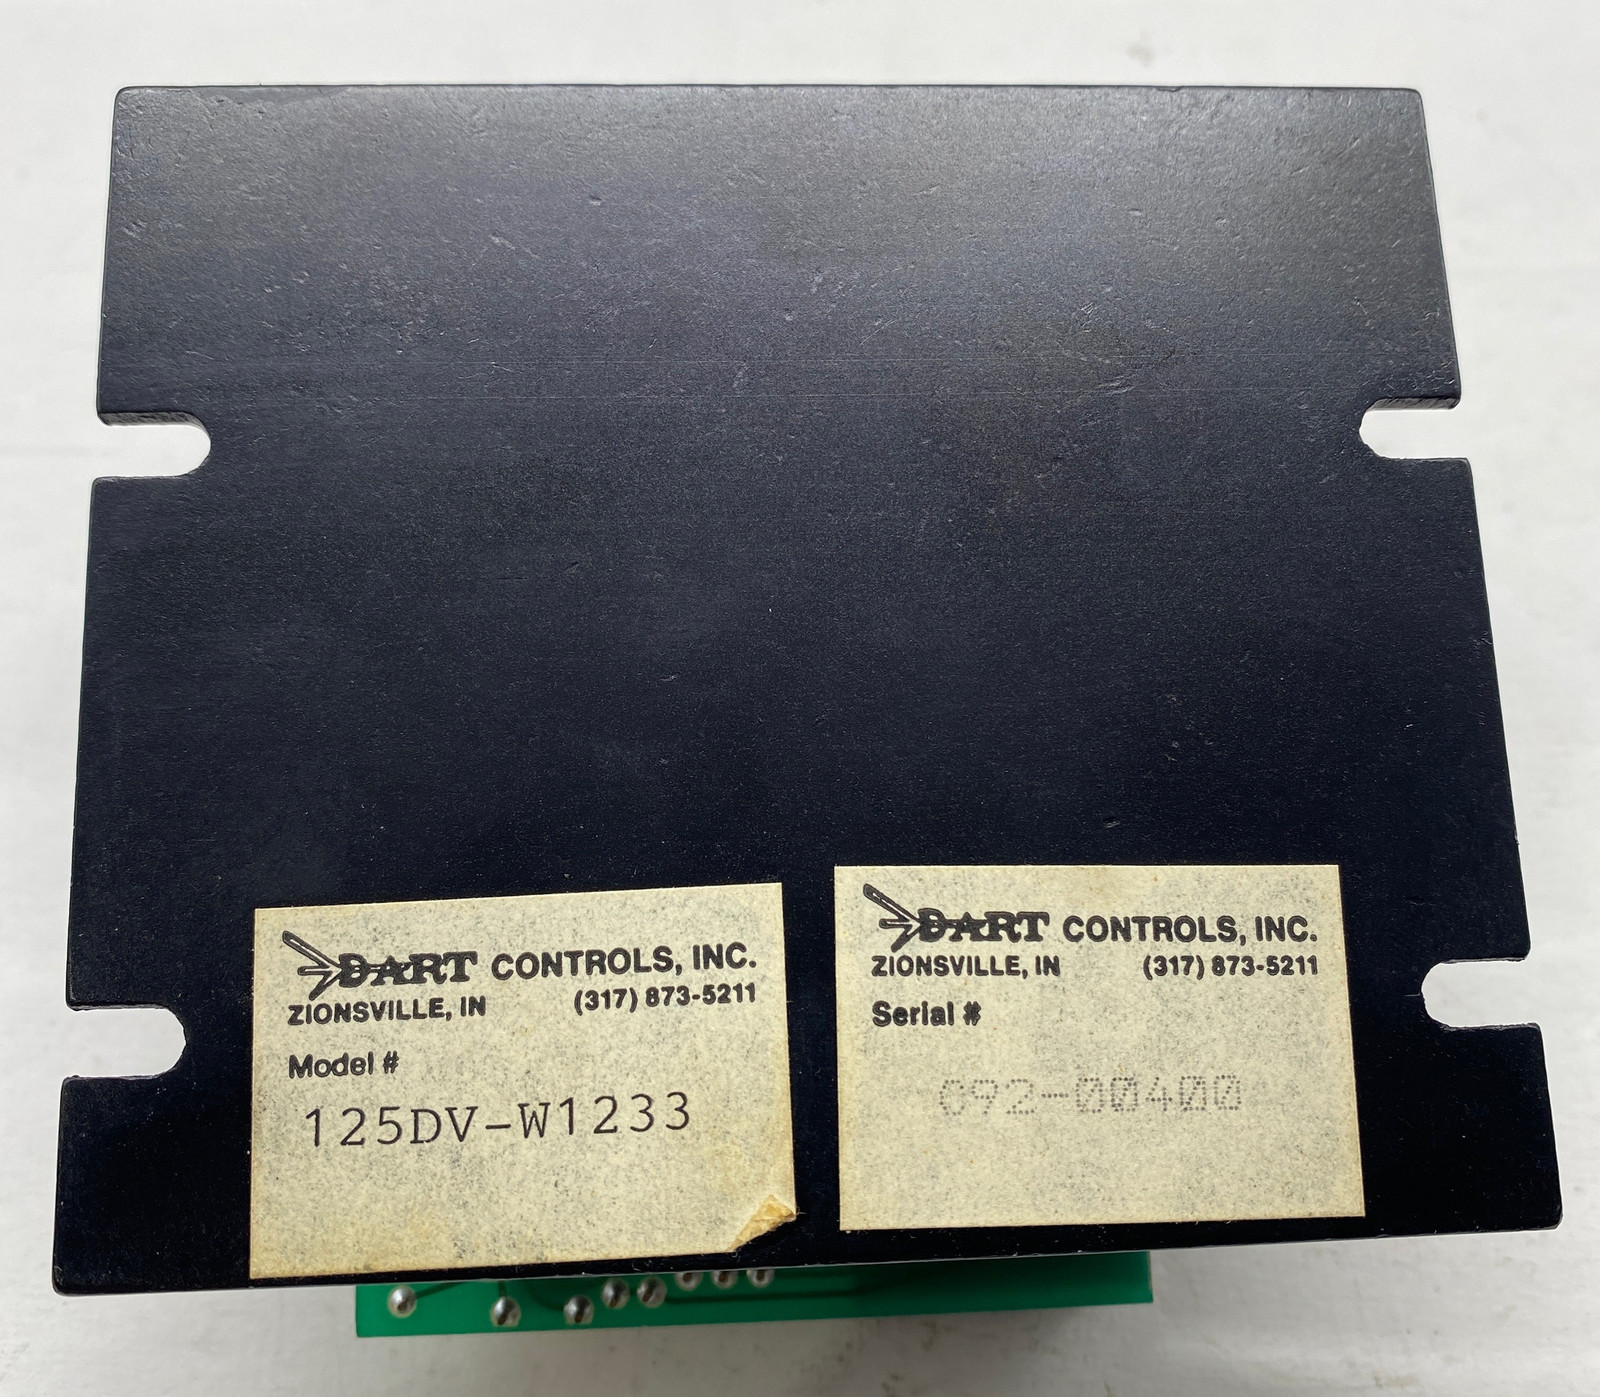 DART CONTROLS, INC.
ZIONSVILLE, IN (317) 873-5211
Model #
125DV-W1233
DART CONTROLS, INC.
ZIONSVILLE, IN (317) 873-5211
Serial #
C92-00400